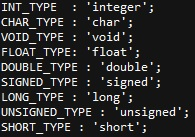 INT_TYPE : 'integer';
CHAR_TYPE : 'char';
VOID_TYPE : 'void';
FLOAT_TYPE: 'float';
DOUBLE_TYPE : 'double';
SIGNED_TYPE : 'signed';
LONG_TYPE : 'long';
UNSIGNED_TYPE : 'unsigned';
SHORT_TYPE : 'short';